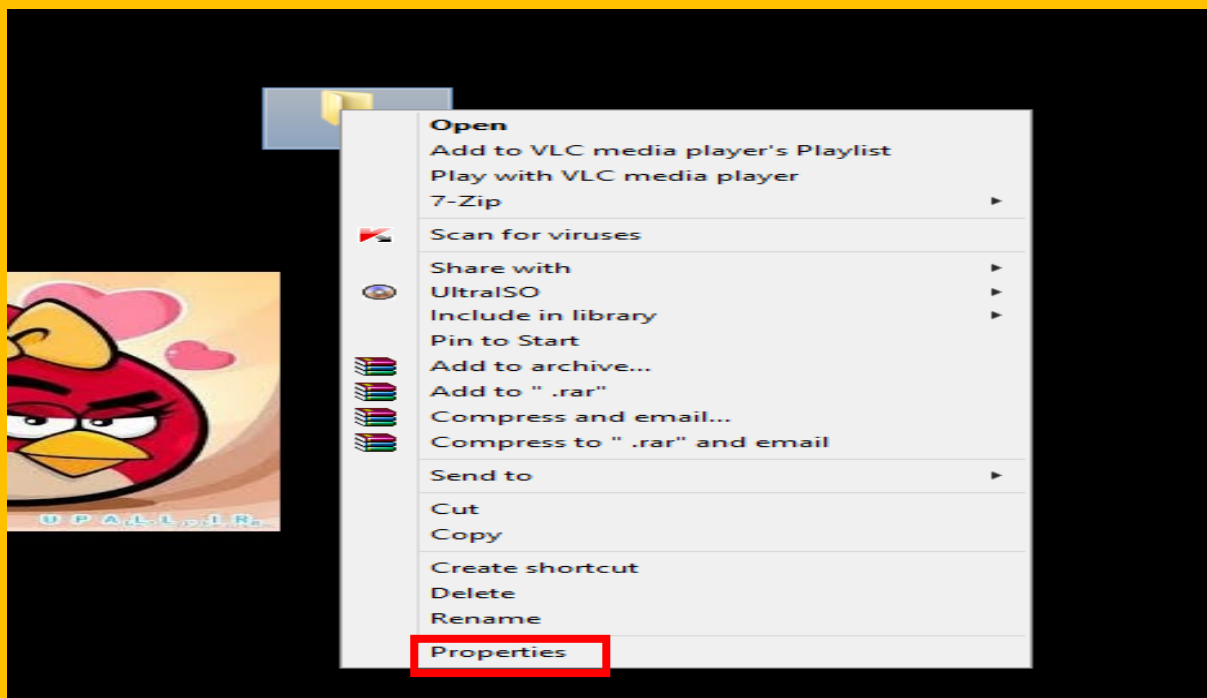 Open
Add to VLC media player's Playlist
Play with VLC media player
7-Zip
Scan for viruses
Share with
UltraISO
Include in library
Pin to Start
Add to archive...
Add to " .rar"
Compress and email...
Compress to " .rar" and email
Send to
Cut
Copy
Create shortcut
Delete
Rename
Properties
U P A L L . I R